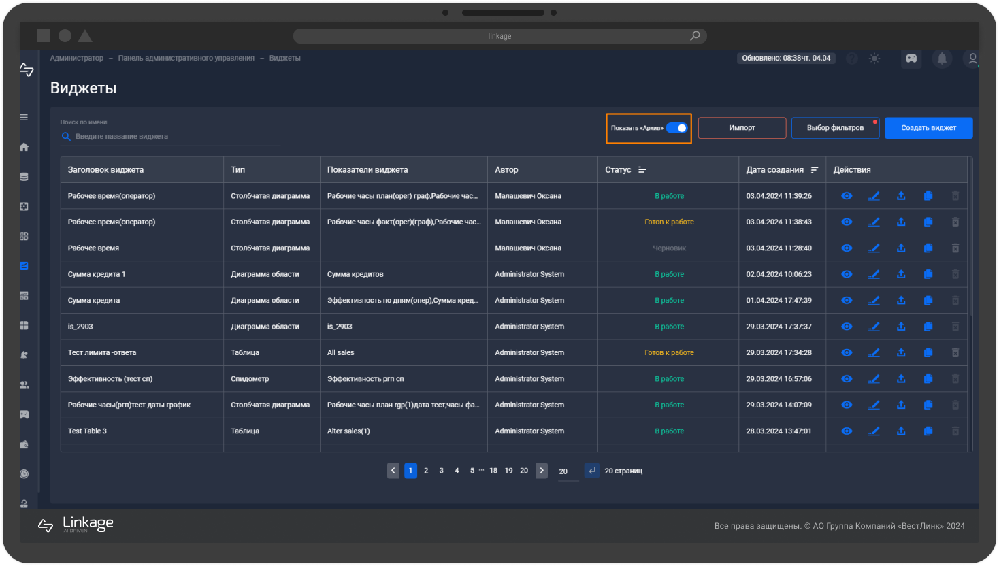 linkage
Администратор – Панель административного управления – Виджеты
Обновлено: 08:38чт. 04.04
Виджеты
Поиск по имени
Введите название виджета
Показать «Архив»
Импорт
Выбор фильтров
Создать виджет
Заголовок виджета Тип Показатели виджета Автор Статус Дата создания Действия
Рабочее время(оператор) Столбчатая диаграмма Рабочие часы план(oper) граф,Рабочие час... Малашевич Оксана В работе 03.04.2024 11:39:26
Рабочее время(оператор) Столбчатая диаграмма Рабочие часы факт(oper)(граф),Рабочие час... Малашевич Оксана Готов к работе 03.04.2024 11:38:43
Рабочее время Столбчатая диаграмма Малашевич Оксана Черновик 03.04.2024 11:28:40
Сумма кредита 1 Диаграмма области Сумма кредитов Administrator System В работе 02.04.2024 10:06:23
Сумма кредита Диаграмма области Эффективность по дням(опер),Сумма кред... Administrator System В работе 01.04.2024 17:47:39
is_2903 Диаграмма области is_2903 Administrator System В работе 29.03.2024 17:37:37
Тест лимита -ответа Таблица All sales Administrator System Готов к работе 29.03.2024 17:34:28
Эффективность (тест сп) Спидометр Эффективность ргп сп Administrator System В работе 29.03.2024 16:57:06
Рабочие часы(ргп)тест даты график Столбчатая диаграмма Рабочие часы план rgp(1)дата тест,часы фа... Administrator System В работе 29.03.2024 14:07:09
Test Table 3 Таблица Alter sales(1) Administrator System В работе 28.03.2024 13:47:01
1 2 3 4 5 ··· 18 19 20 20 20 страниц
Linkage
AI DRIVEN
Все права защищены. © АО Группа Компаний «ВестЛинк» 2024